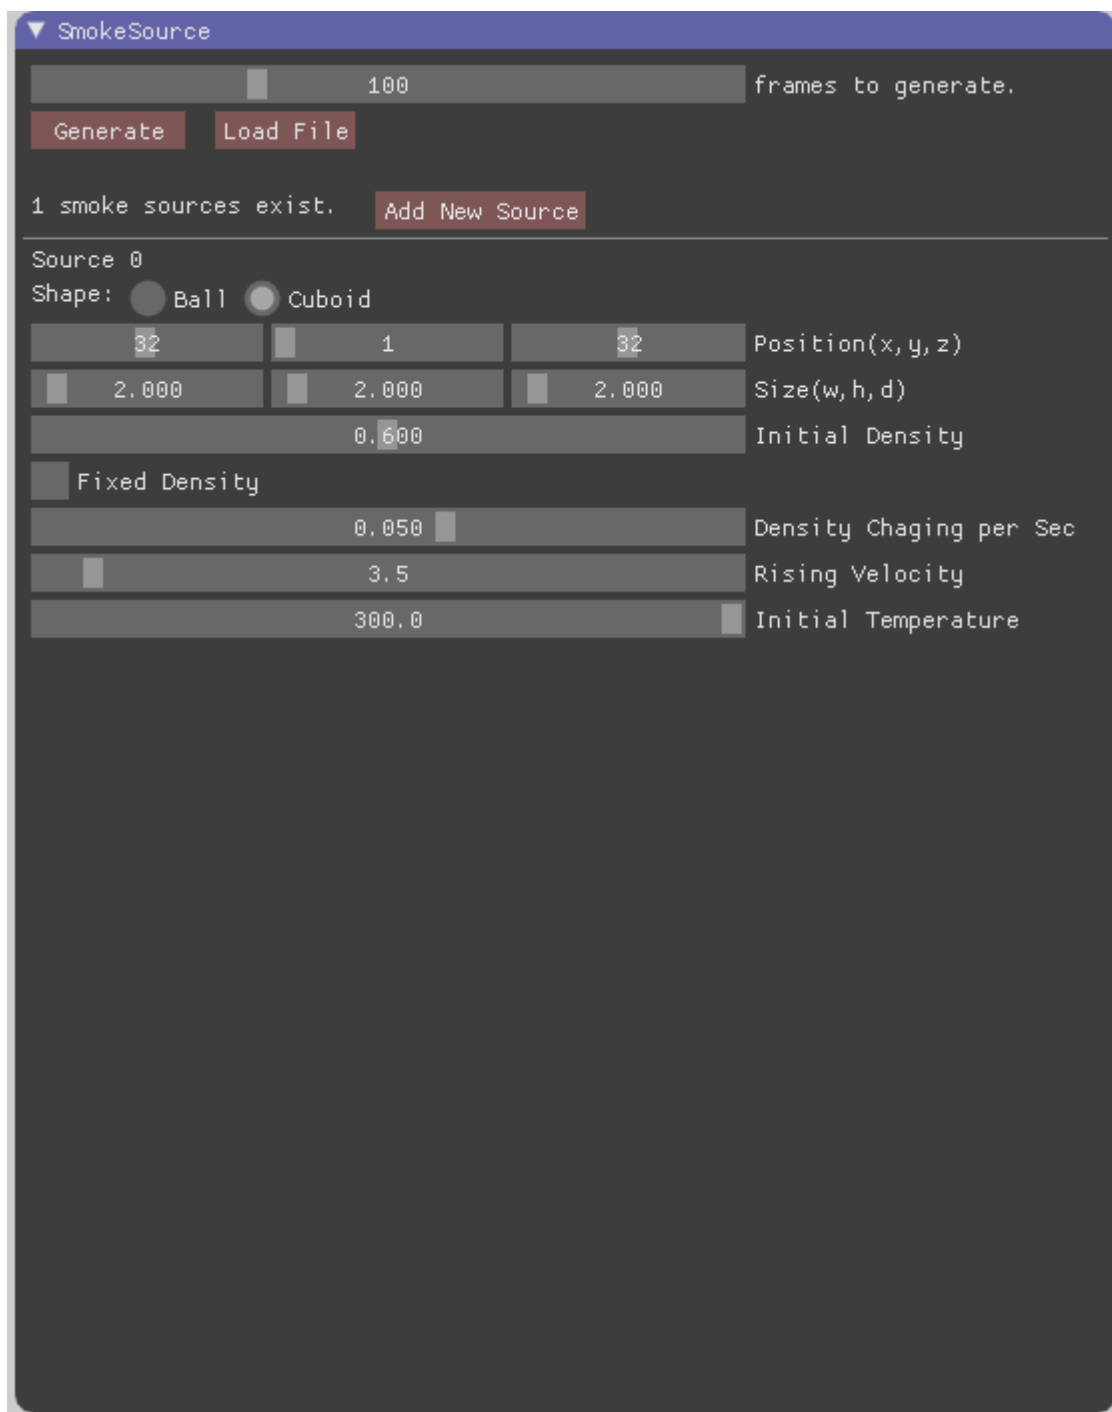 SmokeSource
100 frames to generate.
Generate Load File
1 smoke sources exist. Add New Source
Source 0
Shape: Ball Cuboid
32 1 32 Position(x,y,z)
2.000 2.000 2.000 Size(w,h,d)
0.600 Initial Density
Fixed Density
0.050 Density Chaging per Sec
3.5 Rising Velocity
300.0 Initial Temperature